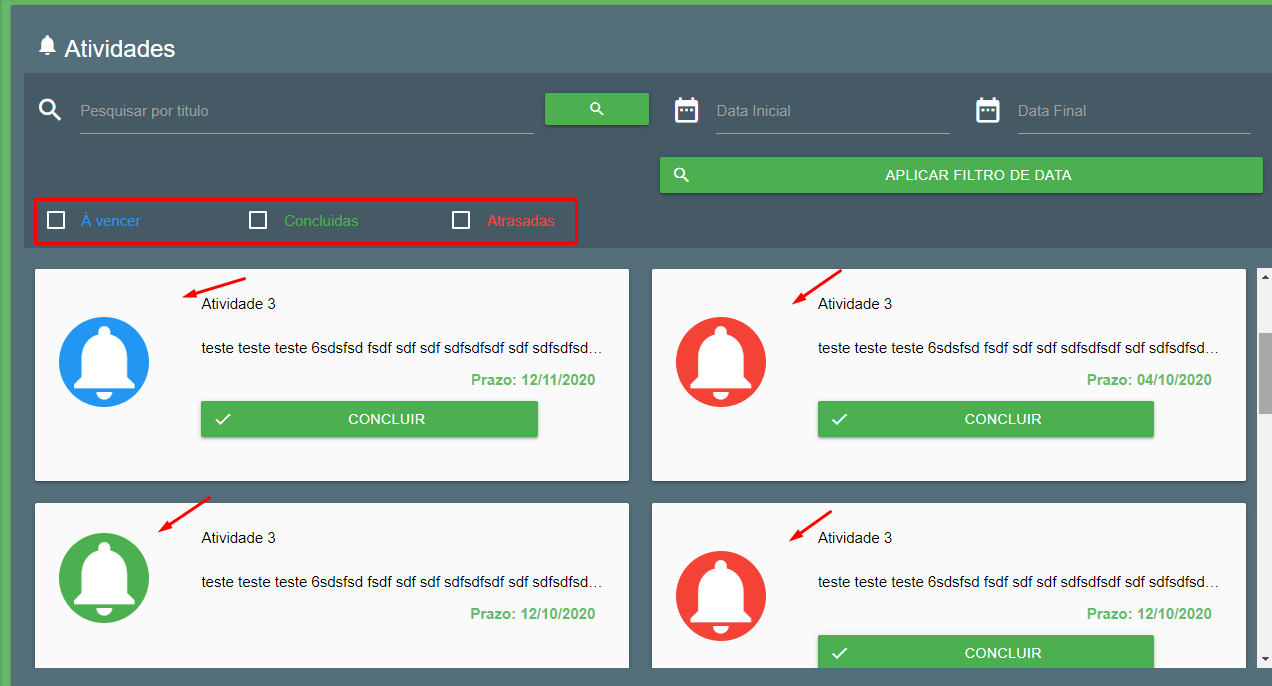 Atividades
Pesquisar por titulo
Data Inicial
Data Final
APLICAR FILTRO DE DATA
À vencer
Concluidas
Atrasadas
Atividade 3
teste teste teste 6sdsfsd fsdf sdf sdf sdfsdfsdf sdf sdfsdfsd...
Prazo: 12/11/2020
CONCLUIR
Atividade 3
teste teste teste 6sdsfsd fsdf sdf sdf sdfsdfsdf sdf sdfsdfsd...
Prazo: 04/10/2020
CONCLUIR
Atividade 3
teste teste teste 6sdsfsd fsdf sdf sdf sdfsdfsdf sdf sdfsdfsd...
Prazo: 12/10/2020
Atividade 3
teste teste teste 6sdsfsd fsdf sdf sdf sdfsdfsdf sdf sdfsdfsd...
Prazo: 12/10/2020
CONCLUIR